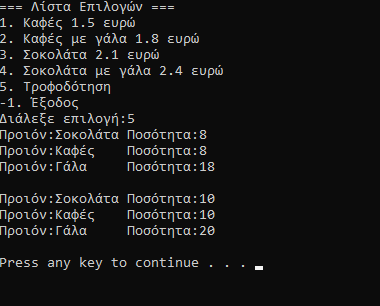 === Λίστα Επιλογών ===
1. Καφές 1.5 ευρώ
2. Καφές με γάλα 1.8 ευρώ
3. Σοκολάτα 2.1 ευρώ
4. Σοκολάτα με γάλα 2.4 ευρώ
5. Τροφοδότηση
-1. Έξοδος
Διάλεξε επιλογή:5
Προιόν:Σοκολάτα Ποσότητα:8
Προιόν:Καφές    Ποσότητα:8
Προιόν:Γάλα     Ποσότητα:18
Προιόν:Σοκολάτα Ποσότητα:10
Προιόν:Καφές    Ποσότητα:10
Προιόν:Γάλα     Ποσότητα:20
Press any key to continue . . .